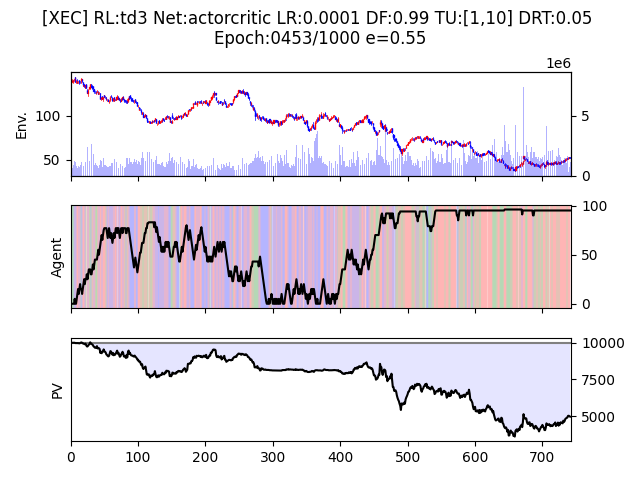 [XEC] RL:td3 Net:actorcritic LR:0.0001 DF:0.99 TU:[1,10] DRT:0.05
Epoch:0453/1000 e=0.55
1e6
Env.
100
50
5
0
Agent
100
50
0
PV
10000
7500
5000
0 100 200 300 400 500 600 700